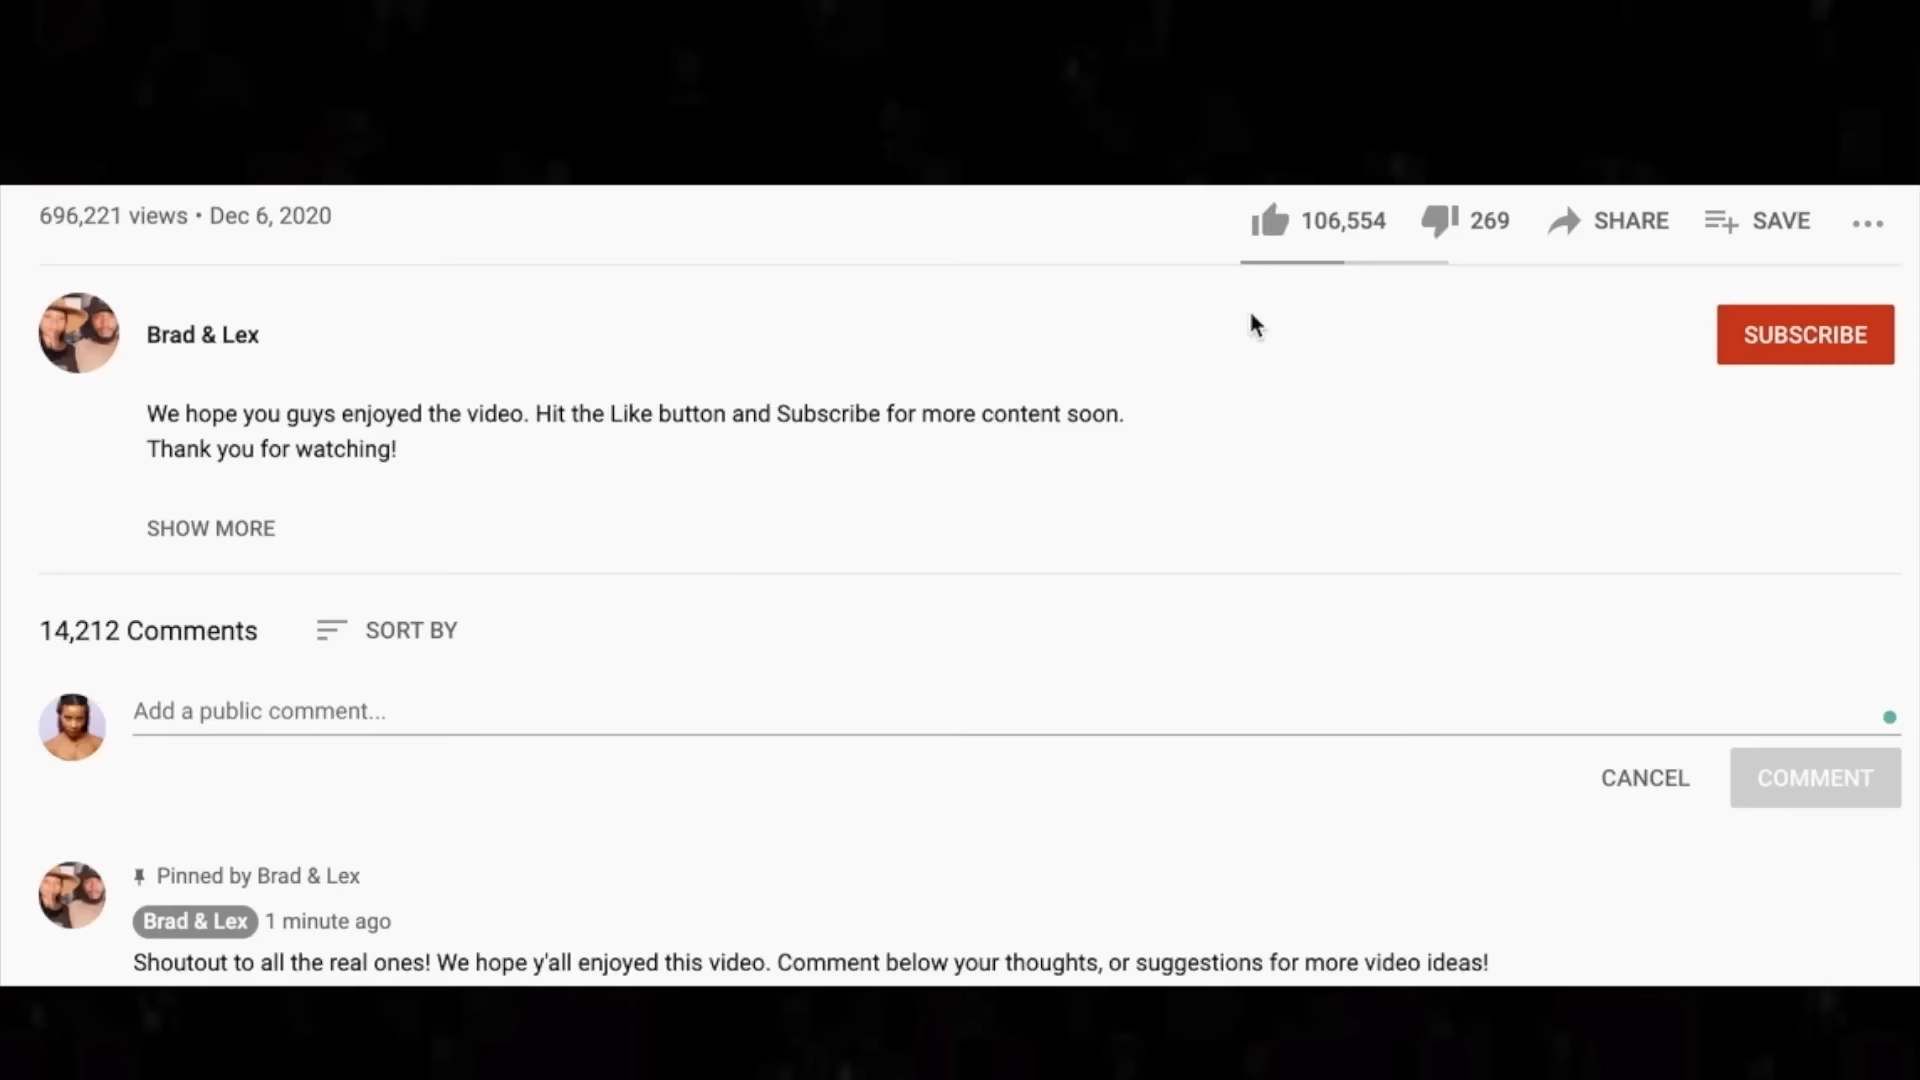 696,221 views • Dec 6, 2020
106,554
269
SHARE
SAVE
Brad & Lex
SUBSCRIBE
We hope you guys enjoyed the video. Hit the Like button and Subscribe for more content soon.
Thank you for watching!
SHOW MORE
14,212 Comments
SORT BY
Add a public comment...
CANCEL
COMMENT
Pinned by Brad & Lex
Brad & Lex 1 minute ago
Shoutout to all the real ones! We hope y'all enjoyed this video. Comment below your thoughts, or suggestions for more video ideas!